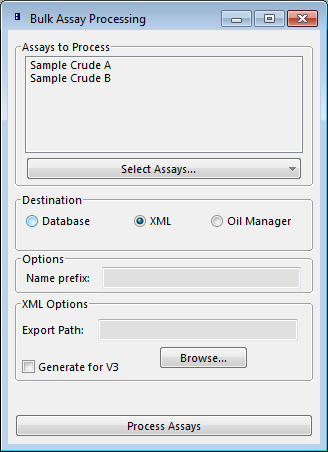 Bulk Assay Processing
Assays to Process
Sample Crude A
Sample Crude B
Select Assays...
Destination
Database XML Oil Manager
Options
Name prefix:
XML Options
Export Path:
Browse...
Generate for V3
Process Assays